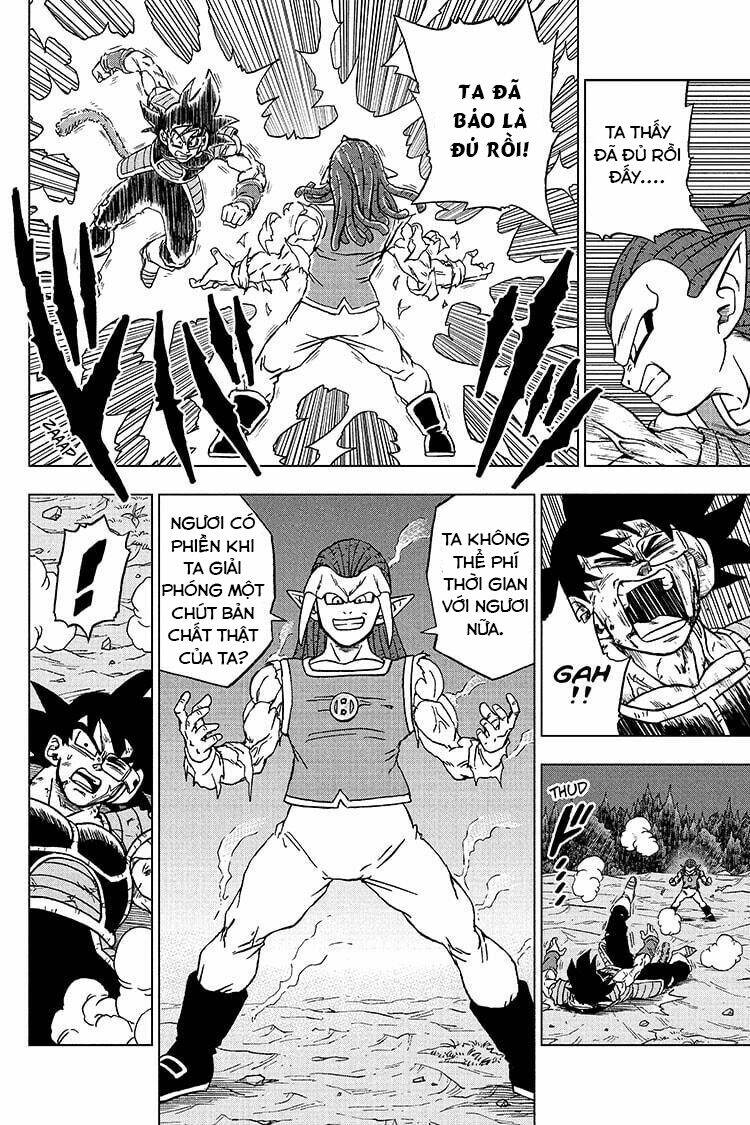 TA THẤY
ĐÃ ĐỦ RỒI
ĐẤY....
TA ĐÃ
BẢO LÀ
ĐỦ RỒI!
ZAAAP
GAH
!!
THUD
TA KHÔNG
THỂ PHÍ
THỜI GIAN
VỚI NGƯƠI
NỮA.
NGƯƠI CÓ
PHIỀN KHI
TA GIẢI
PHÓNG MỘT
CHÚT BẢN
CHẤT THẬT
CỦA TA?
!